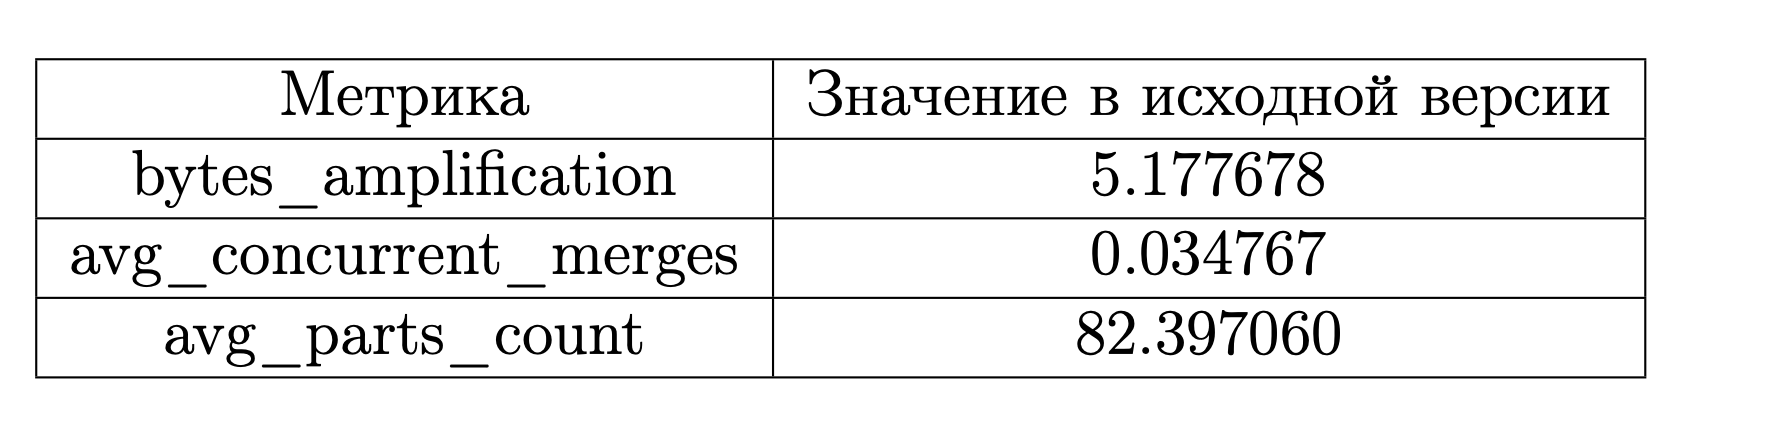 Метрика Значение в исходной версии
bytes_amplification 5.177678
avg_concurrent_merges 0.034767
avg_parts_count 82.397060